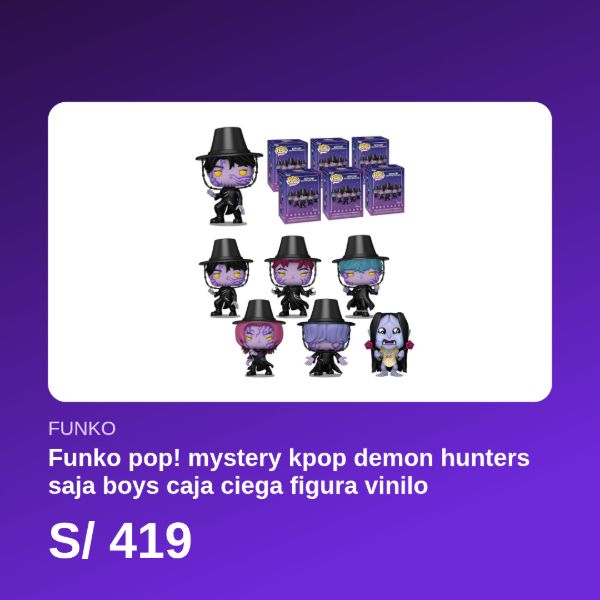 FUNKO
Funko pop! mystery kpop demon hunters
saja boys caja ciega figura vinilo
S/ 419